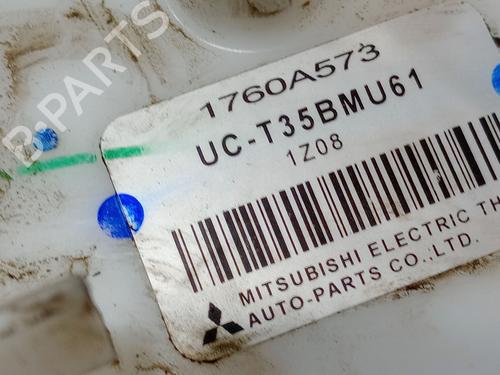 B-PARTS
1760A573
UC-T35BMU61
1Z08
MITSUBISHI ELECTRIC TH
AUTO-PARTS CO.,LTD.